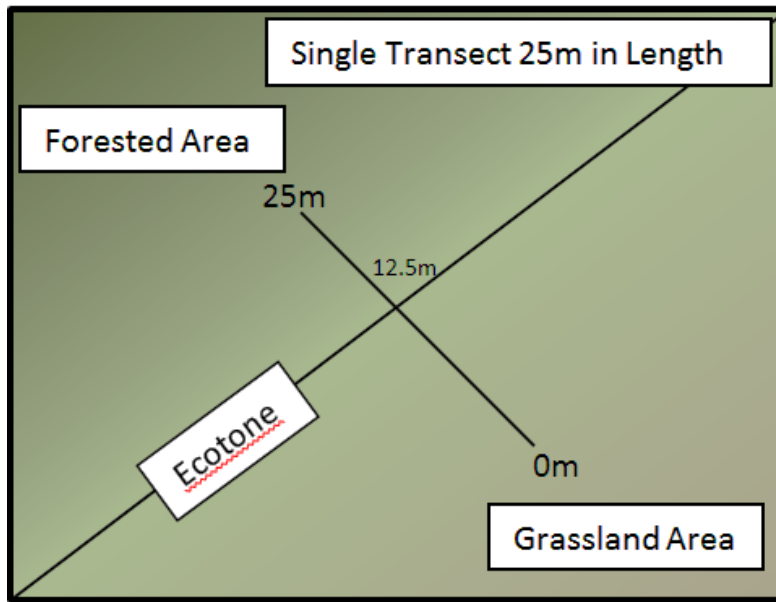 Single Transect 25m in Length
Forested Area
25m
12.5m
Ecotone
0m
Grassland Area